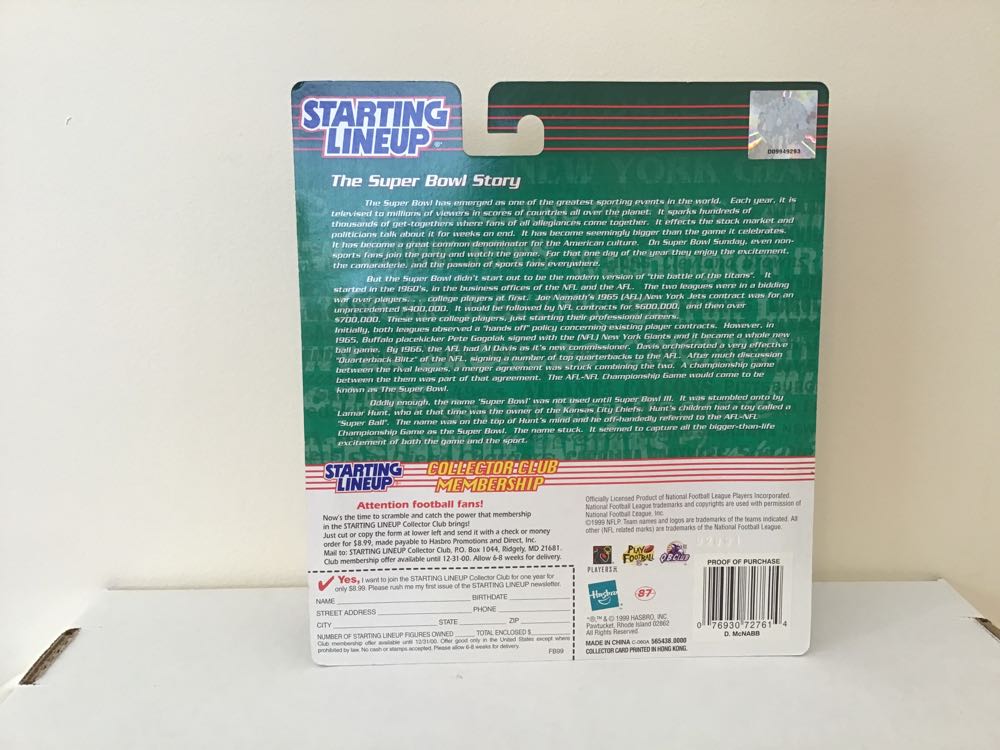 STARTING
LINEUP®
DD9949293
The Super Bowl Story
The Super Bowl has emerged as one of the greatest sporting events in the world. Each year, it is
televised to millions of viewers in scores of countries all over the planet. It sparks hundreds of
thousands of get-togethers where fans of all allegiances come together. It effects the stock market and
politicians talk about it for weeks on end. It has become seemingly bigger than the game it celebrates.
It has become a great common denominator for the American culture. On Super Bowl Sunday, even non-
sports fans join the party and watch the game. For that one day of the year they enjoy the excitement,
the camaraderie, and the passion of sports fans everywhere.
But the Super Bowl didn't start out to be the modern version of "the battle of the titans". It
started in the 1960's, in the business offices of the NFL and the AFL. The two leagues were in a bidding
war over players. . . . college players at first. Joe Namath's 1965 (AFL) New York Jets contract was for an
unprecedented $400,000. It would be followed by NFL contracts for $600,000, and then over
$700,000. These were college players, just starting their professional careers.
Initially, both leagues observed a "hands off" policy concerning existing player contracts. However, in
1965, Buffalo placekicker Pete Gogolak signed with the (NFL) New York Giants and it became a whole new
ball game. By 1966, the AFL had Al Davis as it's new commissioner. Davis orchestrated a very effective
"Quarterback Blitz" of the NFL, signing a number of top quarterbacks to the AFL. After much discussion
between the rival leagues, a merger agreement was struck combining the two. A championship game
between the them was part of that agreement. The AFL-NFL Championship Game would come to be
known as The Super Bowl.
Oddly enough, the name "Super Bowl" was not used until Super Bowl III. It was stumbled onto by
Lamar Hunt, who at that time was the owner of the Kansas City Chiefs. Hunt's children had a toy called a
"Super Ball". The name was on the top of Hunt's mind and he off-handedly referred to the AFL-NFL
Championship Game as the Super Bowl. The name stuck. It seemed to capture all the bigger-than-life
excitement of both the game and the sport.
STARTING
LINEUP
COLLECTOR CLUB
MEMBERSHIP
Attention football fans!
Now's the time to scramble and catch the power that membership
in the STARTING LINEUP Collector Club brings!
Just cut or copy the form at lower left and send it with a check or money
order for $8.99, made payable to Hasbro Promotions and Direct, Inc.
Mail to: STARTING LINEUP Collector Club, P.O. Box 1044, Ridgely, MD 21681.
Club membership offer available until 12-31-00. Allow 6-8 weeks for delivery.
Yes, I want to join the STARTING LINEUP Collector Club for one year for
only $8.99. Please rush me my first issue of the STARTING LINEUP newsletter.
NAME BIRTHDATE
STREET ADDRESS PHONE
CITY STATE ZIP
NUMBER OF STARTING LINEUP FIGURES OWNED TOTAL ENCLOSED $
Club membership offer available until 12/31/00. Offer good only in the United States except where
prohibited by law. No cash or stamps accepted. Please allow 6-8 weeks for delivery.
FB99
Officially Licensed Product of National Football League Players Incorporated.
National Football League trademarks and copyrights are used with permission of
National Football League, Inc.
©1999 NFLP. Team names and logos are trademarks of the teams indicated. All
other (NFL related marks) are trademarks of the National Football League.
PLAYERS INC
PLAY
FOOTBALL
QB CLUB
Hasbro
87
*®,™ & © 1999 HASBRO, INC.
Pawtucket, Rhode Island 02862
All Rights Reserved.
MADE IN CHINA C-080A 565438.0000
COLLECTOR CARD PRINTED IN HONG KONG.
PROOF OF PURCHASE
0 76930 72761 4
D. McNABB